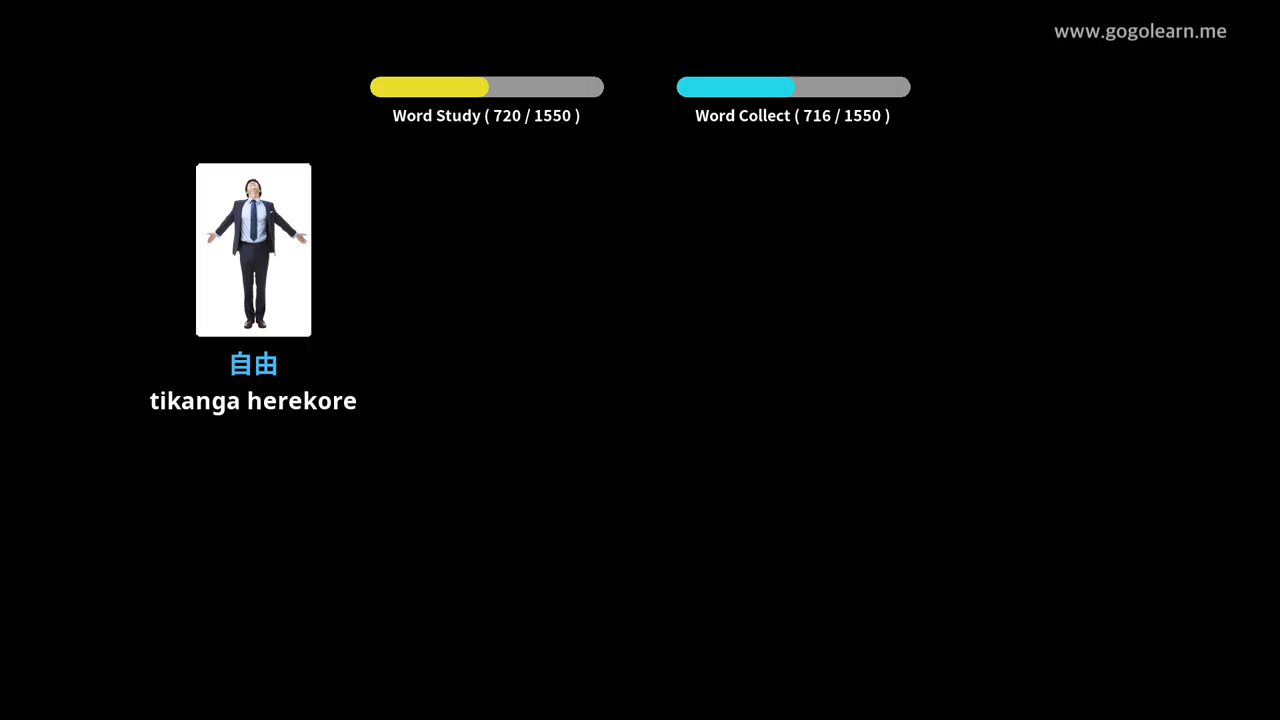 www.gogolearn.me
Word Study ( 720 / 1550 )
Word Collect ( 716 / 1550 )
自由
tikanga herekore